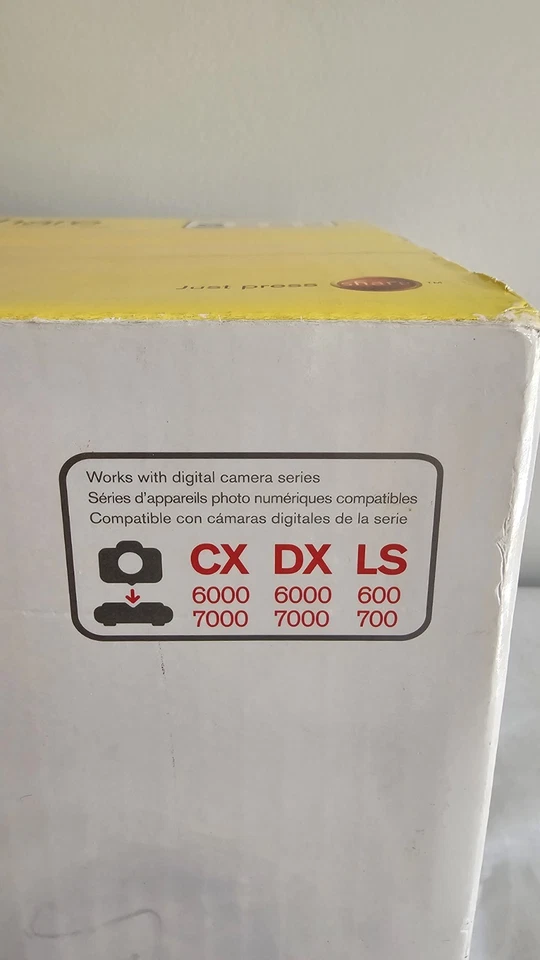 Just press share ™
Works with digital camera series
Séries d'appareils photo numériques compatibles
Compatible con cámaras digitales de la serie
CX DX LS
6000 6000 600
7000 7000 700